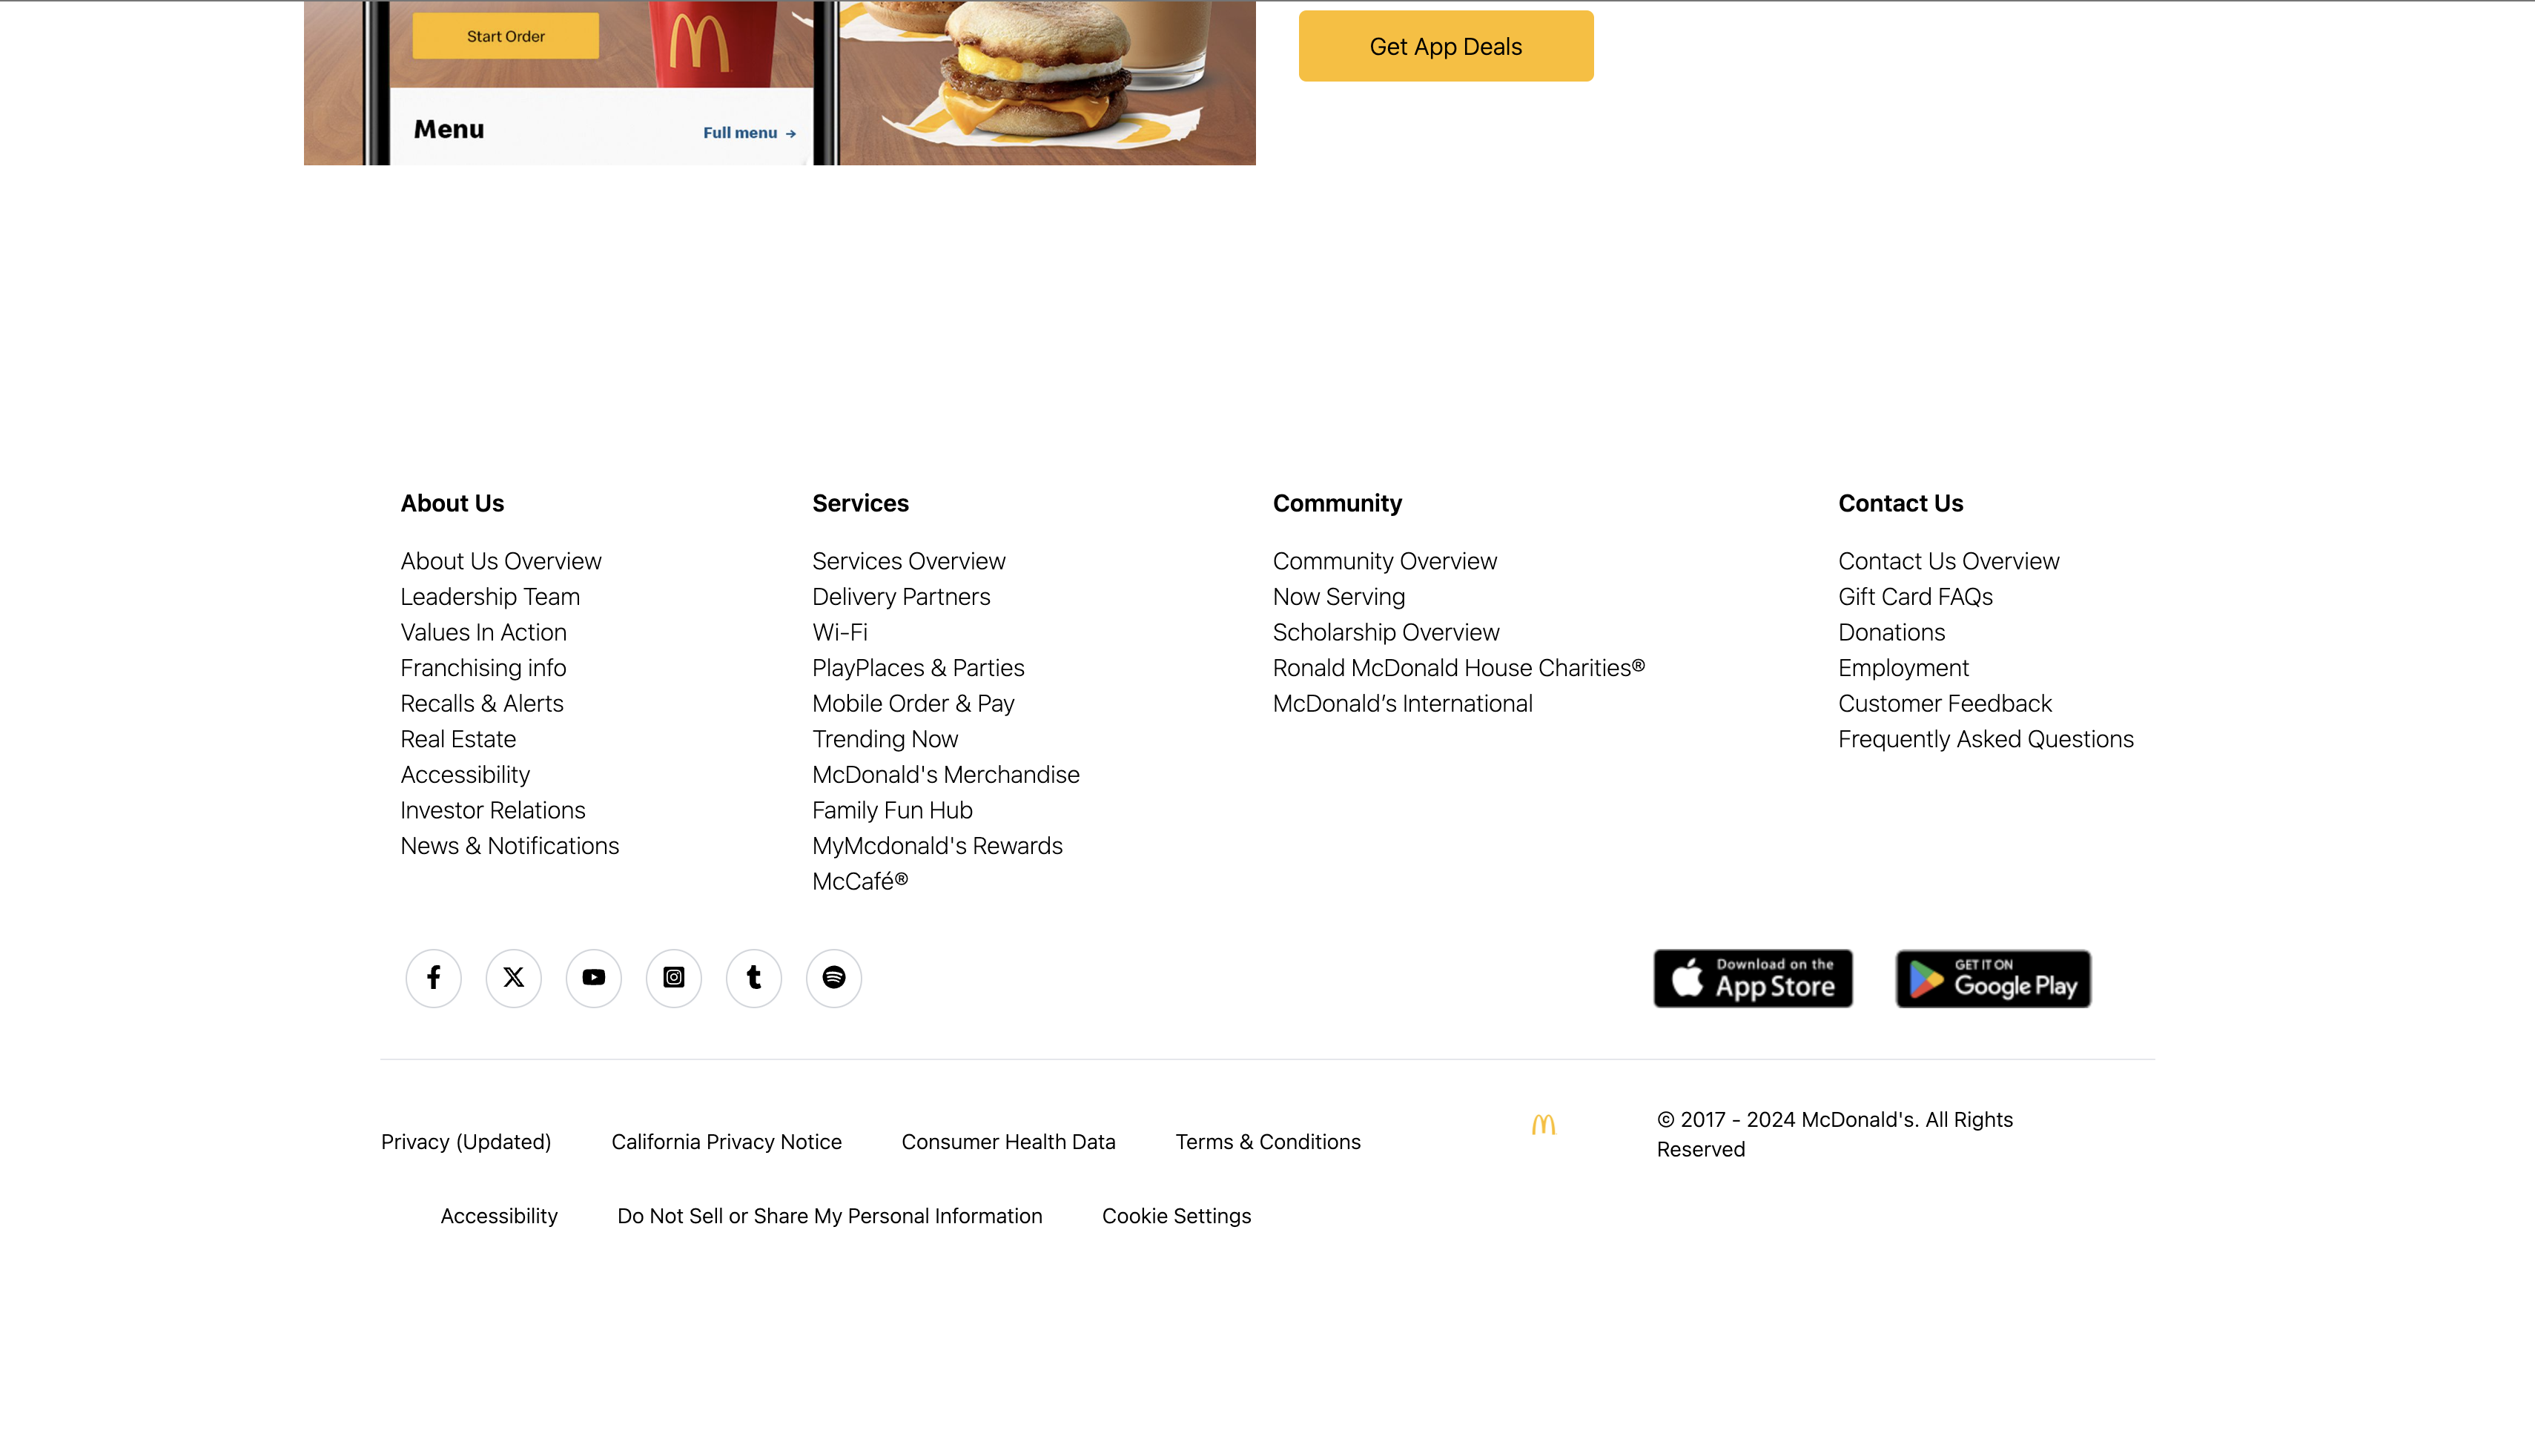 Start Order
Menu
Full menu →
Get App Deals
About Us
About Us Overview
Leadership Team
Values In Action
Franchising info
Recalls & Alerts
Real Estate
Accessibility
Investor Relations
News & Notifications
Services
Services Overview
Delivery Partners
Wi-Fi
PlayPlaces & Parties
Mobile Order & Pay
Trending Now
McDonald's Merchandise
Family Fun Hub
MyMcdonald's Rewards
McCafé®
Community
Community Overview
Now Serving
Scholarship Overview
Ronald McDonald House Charities®
McDonald’s International
Contact Us
Contact Us Overview
Gift Card FAQs
Donations
Employment
Customer Feedback
Frequently Asked Questions
Download on the
App Store
GET IT ON
Google Play
Privacy (Updated)
California Privacy Notice
Consumer Health Data
Terms & Conditions
Accessibility
Do Not Sell or Share My Personal Information
Cookie Settings
© 2017 - 2024 McDonald's. All Rights
Reserved